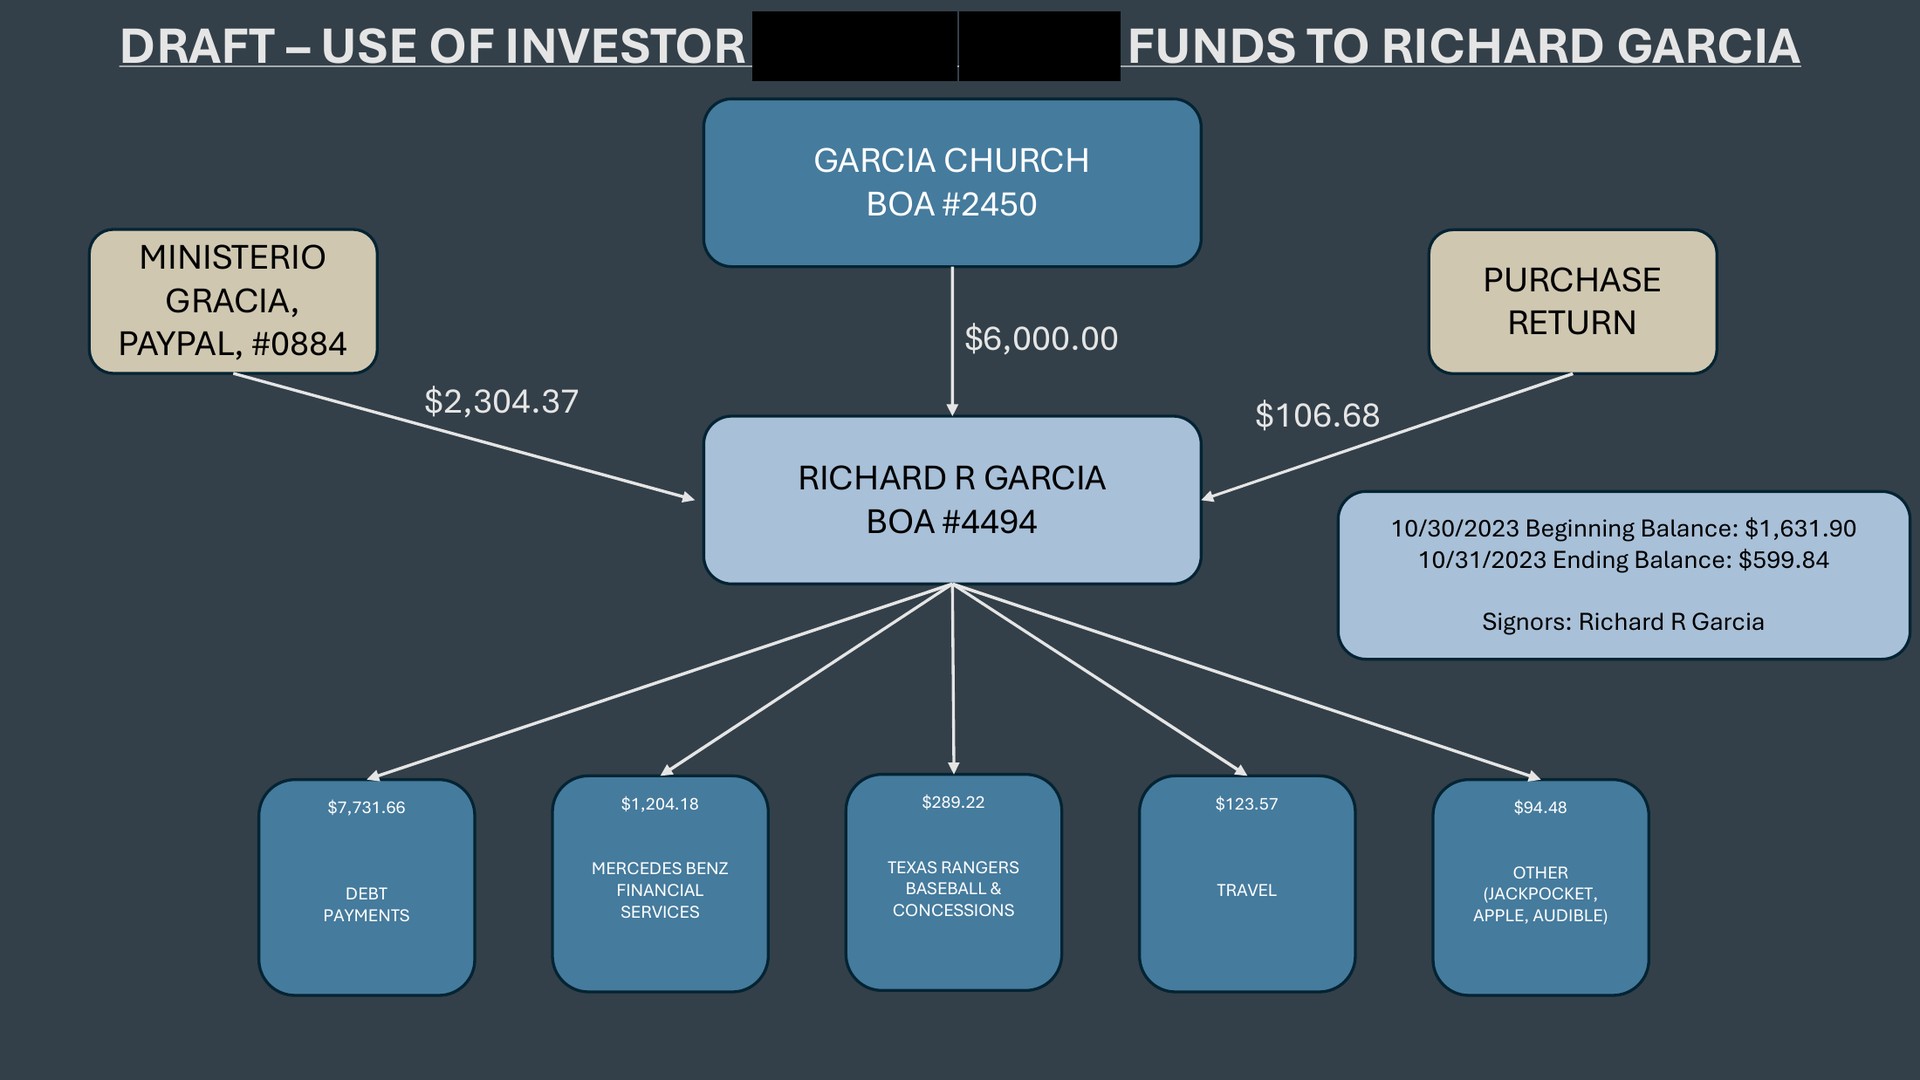 DRAFT – USE OF INVESTOR FUNDS TO RICHARD GARCIA
GARCIA CHURCH
BOA #2450
MINISTERIO
GRACIA,
PAYPAL, #0884
PURCHASE
RETURN
$6,000.00
$2,304.37
$106.68
RICHARD R GARCIA
BOA #4494
10/30/2023 Beginning Balance: $1,631.90
10/31/2023 Ending Balance: $599.84
Signors: Richard R Garcia
$7,731.66
DEBT
PAYMENTS
$1,204.18
MERCEDES BENZ
FINANCIAL
SERVICES
$289.22
TEXAS RANGERS
BASEBALL &
CONCESSIONS
$123.57
TRAVEL
$94.48
OTHER
(JACKPOCKET,
APPLE, AUDIBLE)